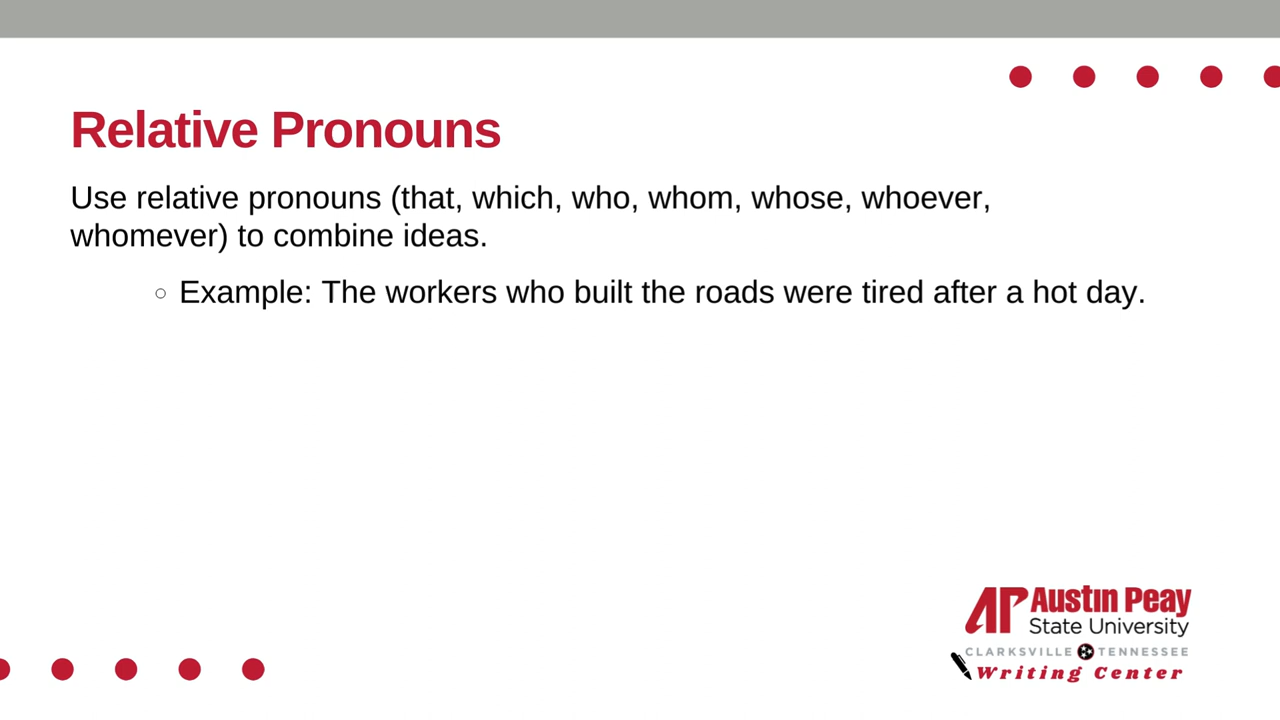 Relative Pronouns
Use relative pronouns (that, which, who, whom, whose, whoever,
whomever) to combine ideas.
Example: The workers who built the roads were tired after a hot day.
AP Austin Peay
State University
CLARKSVILLE TENNESSEE
Writing Center